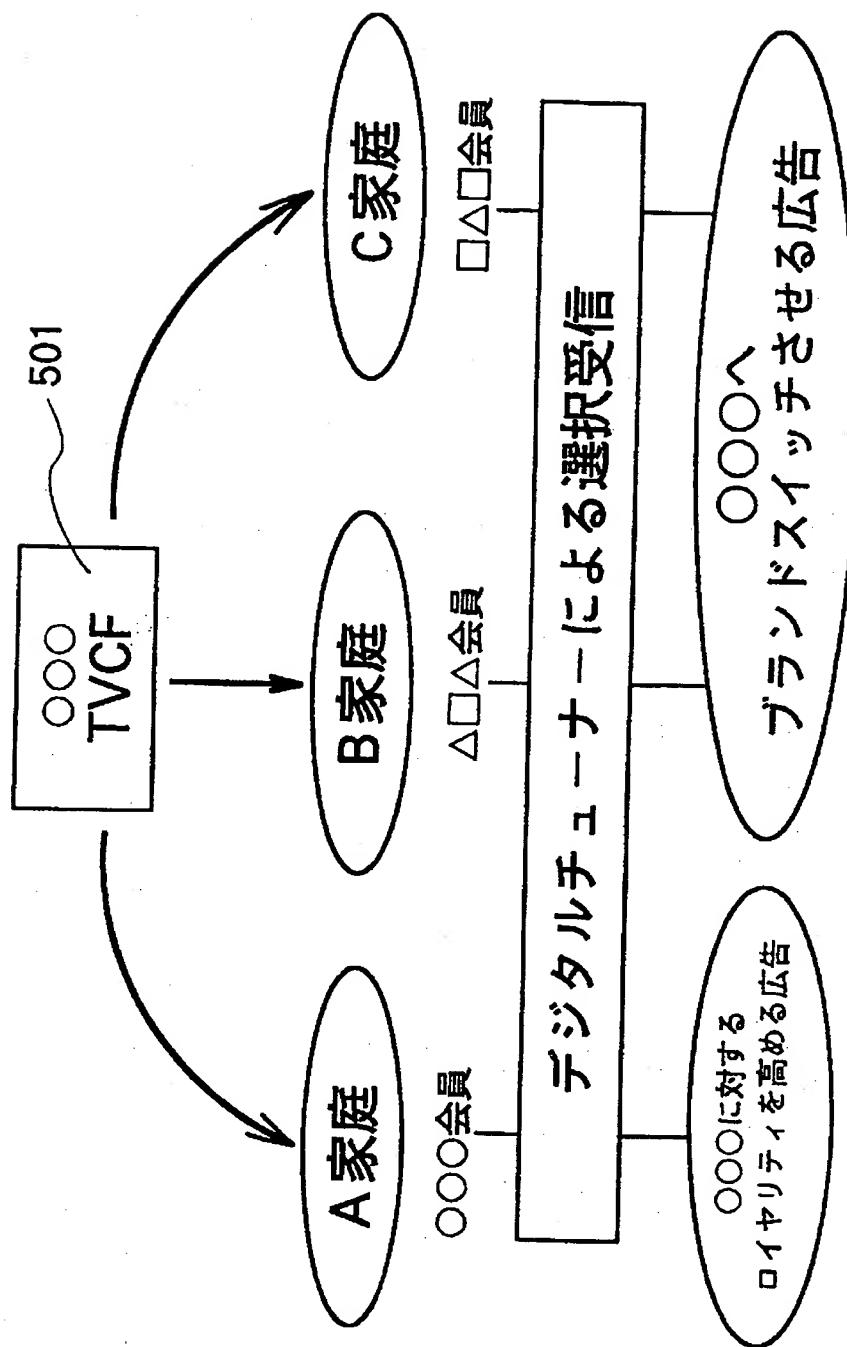 ○○○
TVCF
501
A家庭
B家庭
C家庭
○○○会員
△□△会員
□△□会員
デジタルチューナーによる選択受信
○○○に対する
ロイヤリティを高める広告
○○○へ
ブランドスイッチさせる広告